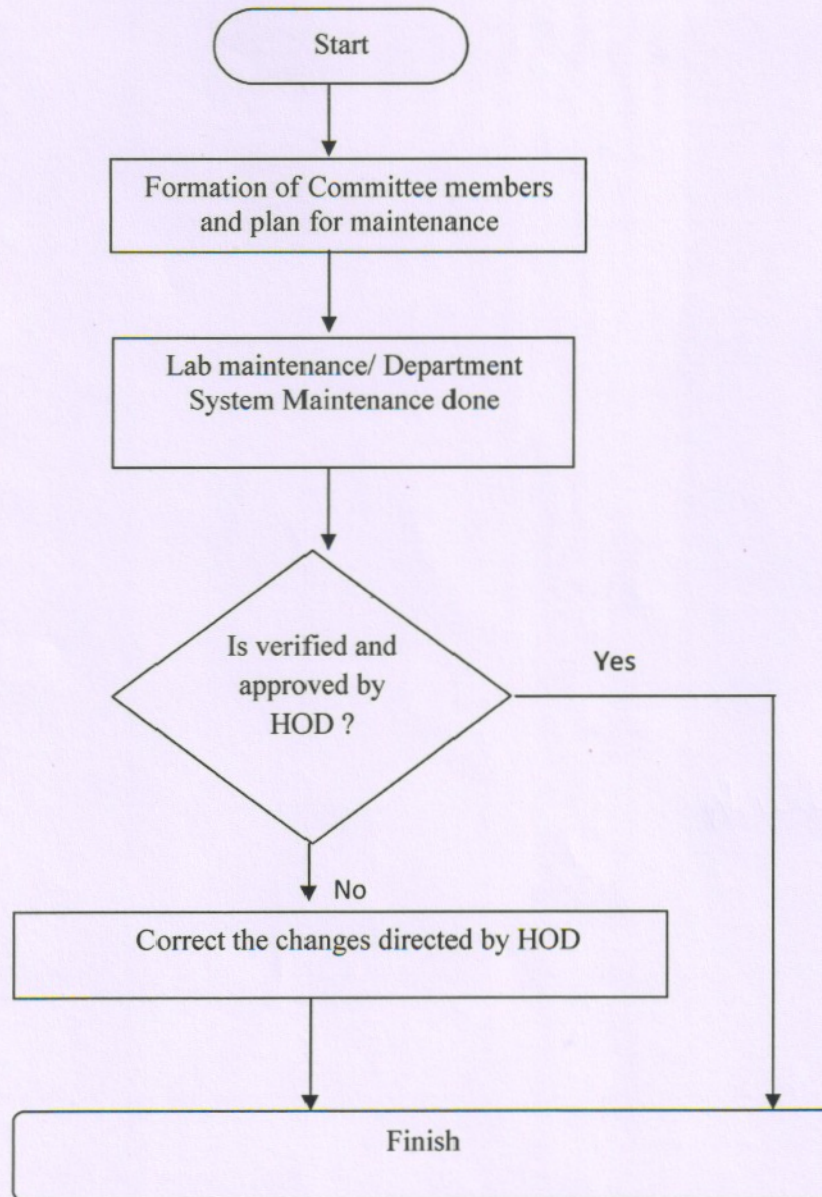 Start
Formation of Committee members
and plan for maintenance
Lab maintenance/ Department
System Maintenance done
Is verified and
approved by
HOD ?
Yes
No
Correct the changes directed by HOD
Finish